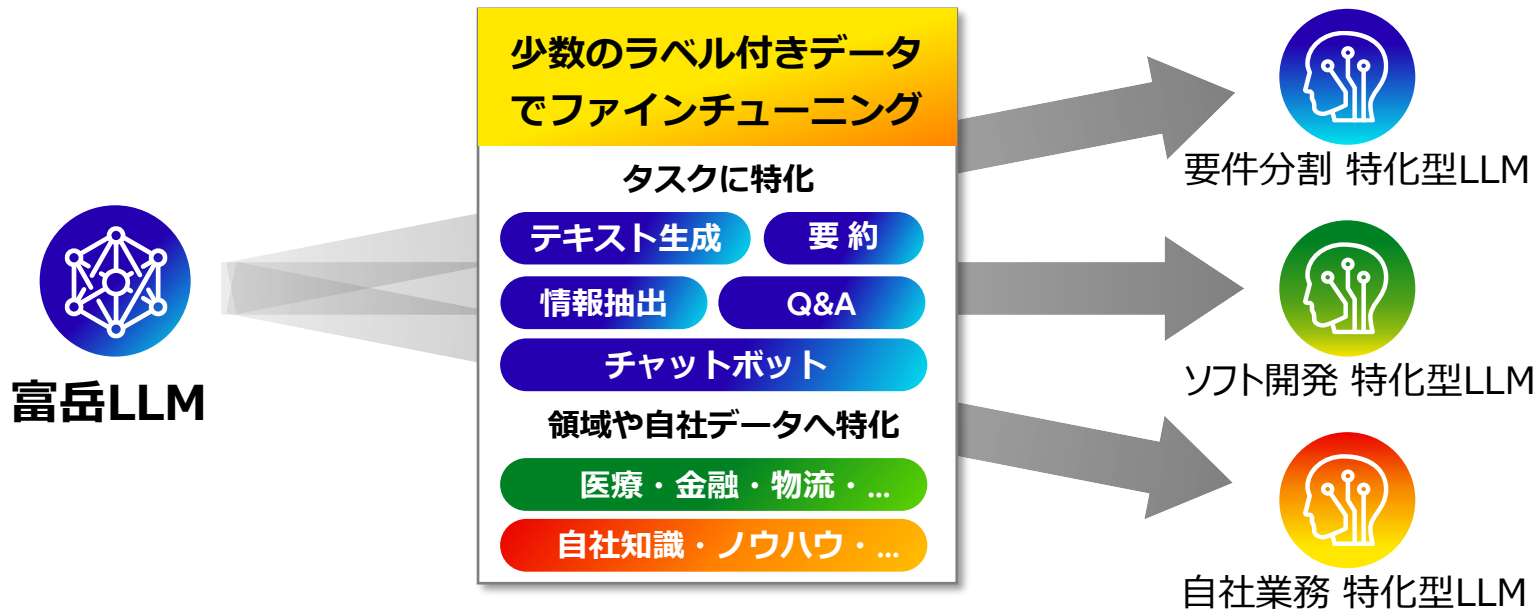 富岳LLM
少数のラベル付きデータ
でファインチューニング
タスクに特化
テキスト生成
要 約
情報抽出
Q&A
チャットボット
領域や自社データへ特化
医療・金融・物流・...
自社知識・ノウハウ・...
要件分割 特化型LLM
ソフト開発 特化型LLM
自社業務 特化型LLM